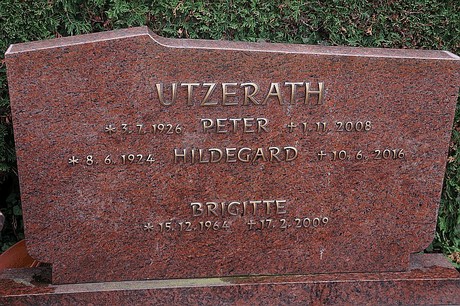 UTZERATH
* 3.7.1926 PETER + 1.11.2008
* 8.6.1924 HILDEGARD + 10.6.2016
BRIGITTE
* 15.12.1964 + 17.2.2009